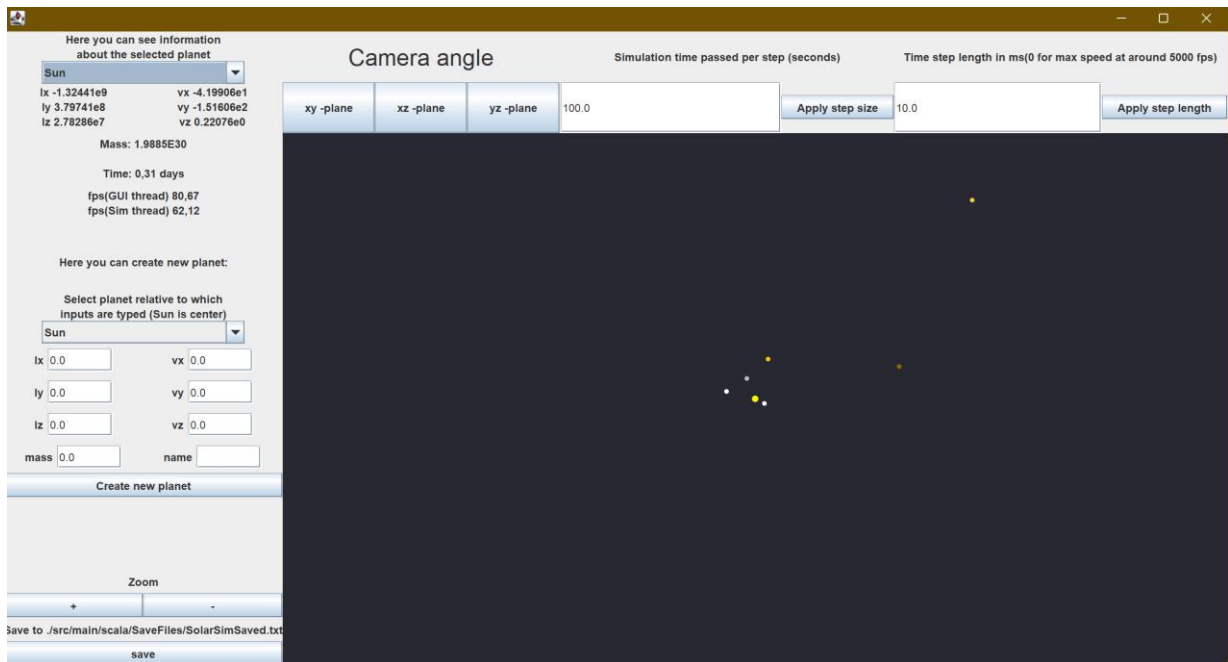 Here you can see information
about the selected planet
Sun
lx -1.32441e9 vx -4.19906e1
ly 3.79741e8 vy -1.51606e2
lz 2.78286e7 vz 0.22076e0
Mass: 1.9885E30
Time: 0,31 days
fps(GUI thread) 80,67
fps(Sim thread) 62,12
Here you can create new planet:
Select planet relative to which
inputs are typed (Sun is center)
Sun
lx 0.0 vx 0.0
ly 0.0 vy 0.0
lz 0.0 vz 0.0
mass 0.0 name
Create new planet
Zoom
+ -
Save to ./src/main/scala/SaveFiles/SolarSimSaved.txt
save
Camera angle
xy -plane xz -plane yz -plane
Simulation time passed per step (seconds)
100.0 Apply step size
Time step length in ms(0 for max speed at around 5000 fps)
10.0 Apply step length